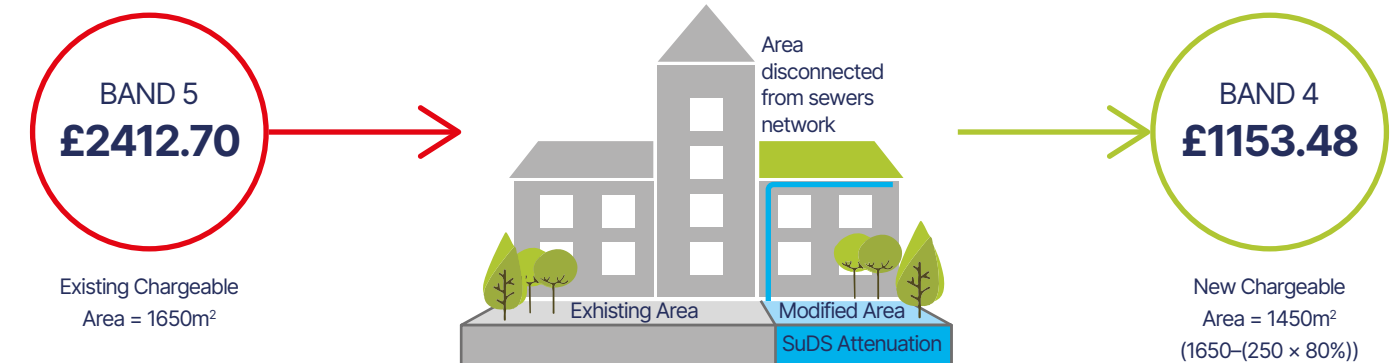 BAND 5
£2412.70
Existing Chargeable
Area = 1650m²
Area
disconnected
from sewers
network
Exhisting Area
Modified Area
SuDS Attenuation
BAND 4
£1153.48
New Chargeable
Area = 1450m²
(1650–(250 × 80%))